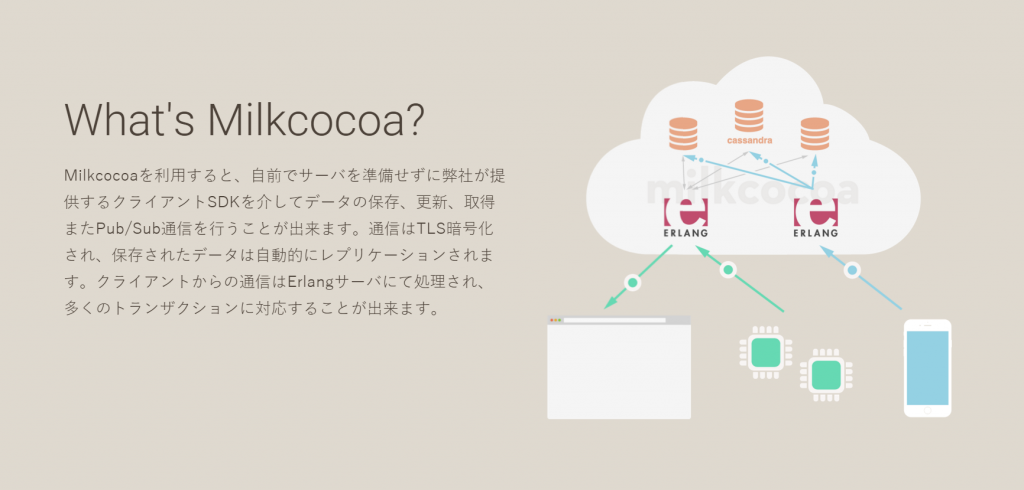 What's Milkcocoa?
Milkcocoaを利用すると、自前でサーバを準備せずに弊社が提
供するクライアントSDKを介してデータの保存、更新、取得
またPub/Sub通信を行うことが出来ます。通信はTLS暗号化
され、保存されたデータは自動的にレプリケーションされま
す。クライアントからの通信はErlangサーバにて処理され、
多くのトランザクションに対応することが出来ます。
cassandra
milkcocoa
e
ERLANG
e
ERLANG